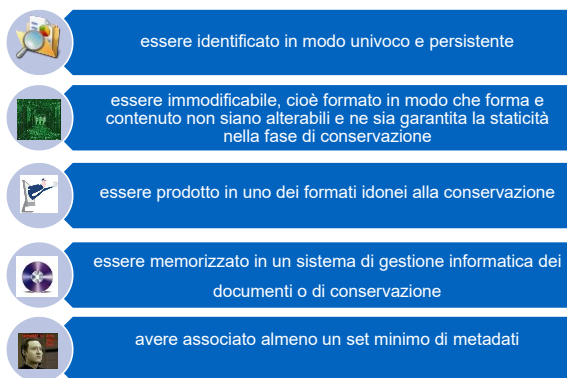 essere identificato in modo univoco e persistente
essere immodificabile, cioè formato in modo che forma e
contenuto non siano alterabili e ne sia garantita la staticità
nella fase di conservazione
essere prodotto in uno dei formati idonei alla conservazione
essere memorizzato in un sistema di gestione informatica dei
documenti o di conservazione
avere associato almeno un set minimo di metadati